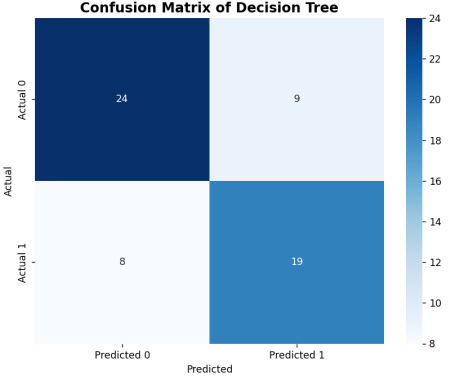 Confusion Matrix of Decision Tree
Actual
Actual 0
24
9
Actual 1
8
19
Predicted 0
Predicted 1
Predicted
24
22
20
18
16
14
12
10
8